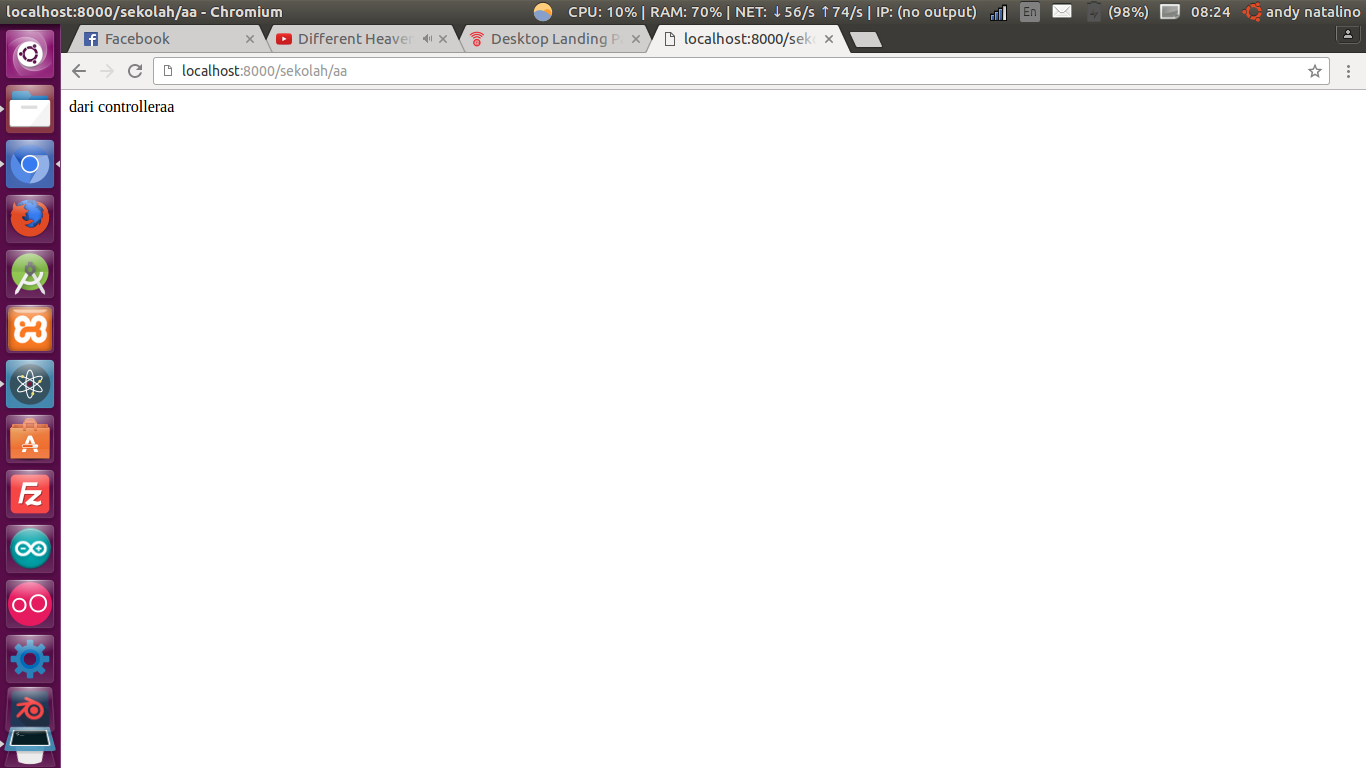 localhost:8000/sekolah/aa - Chromium
CPU: 10% | RAM: 70% | NET: ↓56/s ↑74/s | IP: (no output)
En
(98%)
08:24
andy natalino
Facebook
Different Heaven
Desktop Landing P
localhost:8000/sek
localhost:8000/sekolah/aa
dari controlleraa
A
Fz